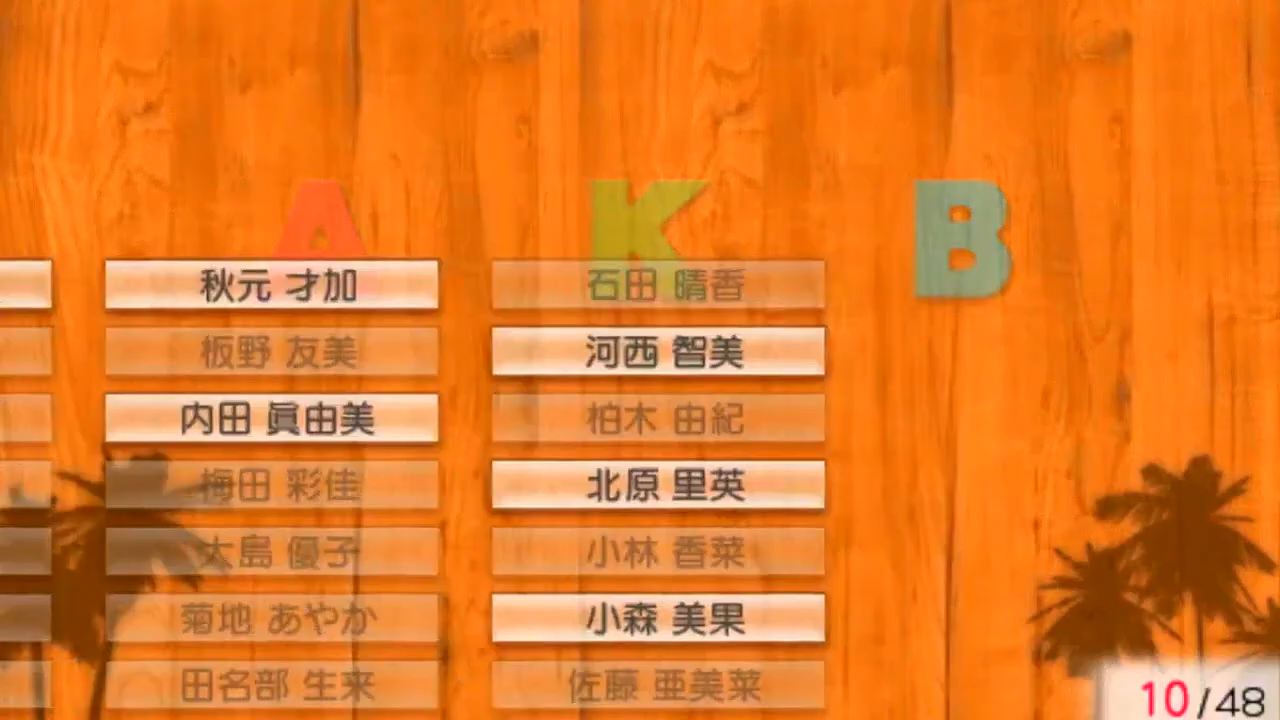 A K B
秋元 才加
板野 友美
内田 眞由美
梅田 彩佳
大島 優子
菊地 あやか
田名部 生来
石田 晴香
河西 智美
柏木 由紀
北原 里英
小林 香菜
小森 美果
佐藤 亜美菜
10/48